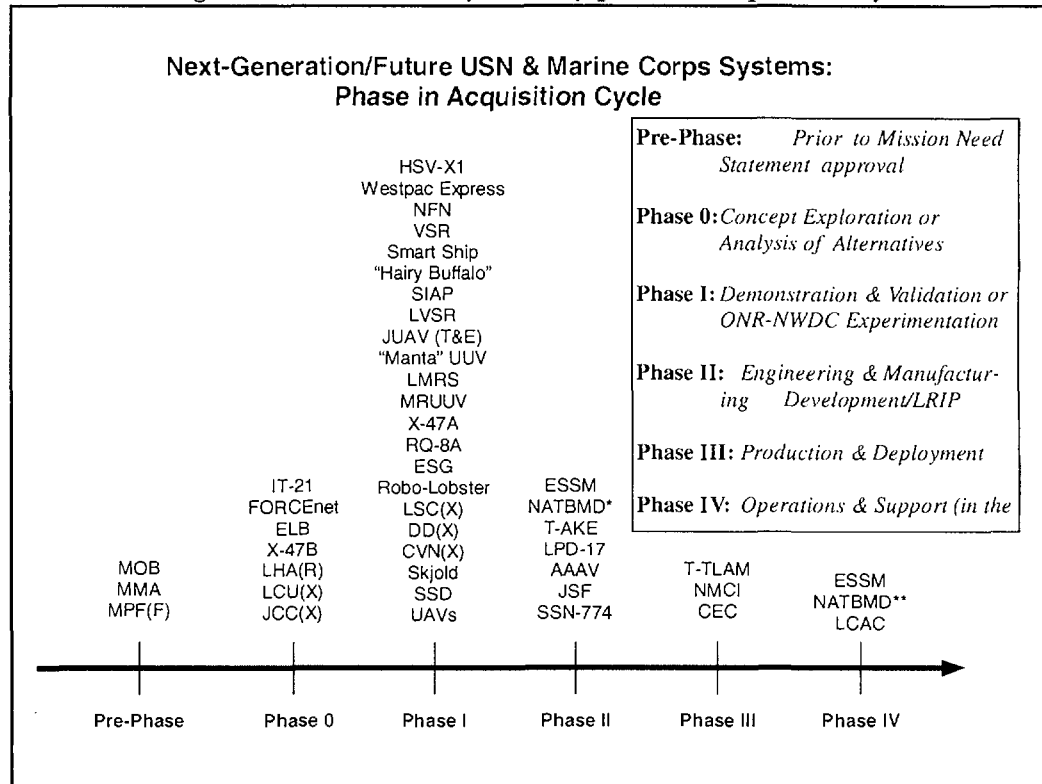 Next-Generation/Future USN & Marine Corps Systems:
Phase in Acquisition Cycle
Pre-Phase: Prior to Mission Need
Statement approval
Phase 0: Concept Exploration or
Analysis of Alternatives
Phase I: Demonstration & Validation or
ONR-NWDC Experimentation
Phase II: Engineering & Manufactur-
ing Development/LRIP
Phase III: Production & Deployment
Phase IV: Operations & Support (in the
MOB
MMA
MPF(F)
IT-21
FORCEnet
ELB
X-47B
LHA(R)
LCU(X)
JCC(X)
HSV-X1
Westpac Express
NFN
VSR
Smart Ship
"Hairy Buffalo"
SIAP
LVSR
JUAV (T&E)
"Manta" UUV
LMRS
MRUUV
X-47A
RQ-8A
ESG
Robo-Lobster
LSC(X)
DD(X)
CVN(X)
Skjold
SSD
UAVs
ESSM
NATBMD*
T-AKE
LPD-17
AAAV
JSF
SSN-774
T-TLAM
NMCI
CEC
ESSM
NATBMD**
LCAC
Pre-Phase
Phase 0
Phase I
Phase II
Phase III
Phase IV